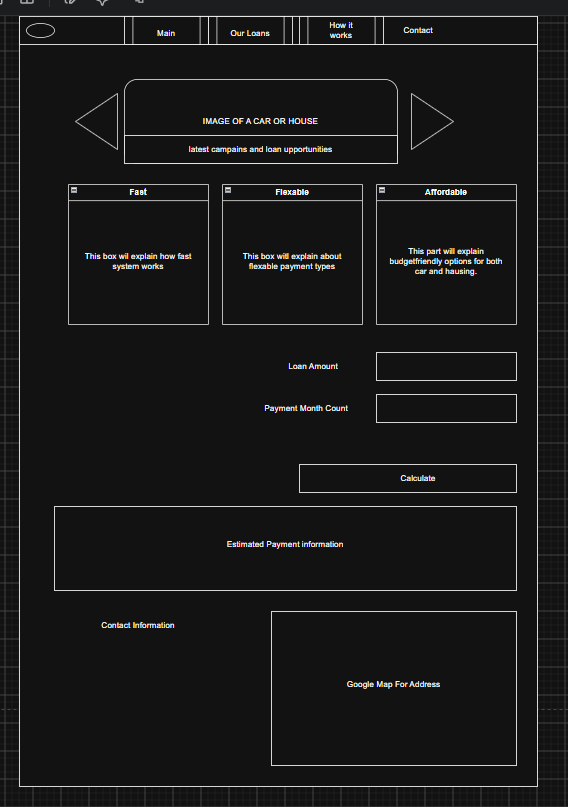 Main
Our Loans
How it
works
Contact
IMAGE OF A CAR OR HOUSE
latest campains and loan upportunities
Fast
Flexable
Affordable
This box wil explain how fast
system works
This box will explain about
flexable payment types
This part will explain
budgetfriendly options for both
car and hausing.
Loan Amount
Payment Month Count
Calculate
Estimated Payment information
Contact Information
Google Map For Address